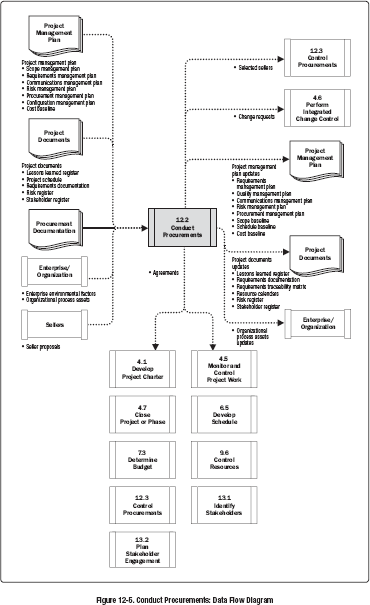 Project
Management
Plan
Project management plan
• Scope management plan
• Requirements management plan
• Communications management plan
• Risk management plan
• Procurement management plan
• Configuration management plan
• Cost baseline
Project
Documents
Project documents
• Lessons learned register
• Project schedule
• Requirements documentation
• Risk register
• Stakeholder register
Procurement
Documentation
Enterprise/
Organization
• Enterprise environmental factors
• Organizational process assets
Sellers
• Seller proposals
12.2
Conduct
Procurements
• Agreements
• Selected sellers
12.3
Control
Procurements
• Change requests
4.6
Perform
Integrated
Change Control
Project
Management
Plan
Project management
plan updates
• Requirements
management plan
• Quality management plan
• Communications management plan
• Risk management plan
• Procurement management plan
• Scope baseline
• Schedule baseline
• Cost baseline
Project
Documents
Project documents
updates
• Lessons learned register
• Requirements documentation
• Requirements traceability matrix
• Resource calendars
• Risk register
• Stakeholder register
Enterprise/
Organization
• Organizational
process assets
updates
4.1
Develop
Project Charter
4.5
Monitor and
Control
Project Work
4.7
Close
Project or Phase
6.5
Develop
Schedule
7.3
Determine
Budget
9.6
Control
Resources
12.3
Control
Procurements
13.1
Identify
Stakeholders
13.2
Plan
Stakeholder
Engagement
Figure 12-5. Conduct Procurements: Data Flow Diagram